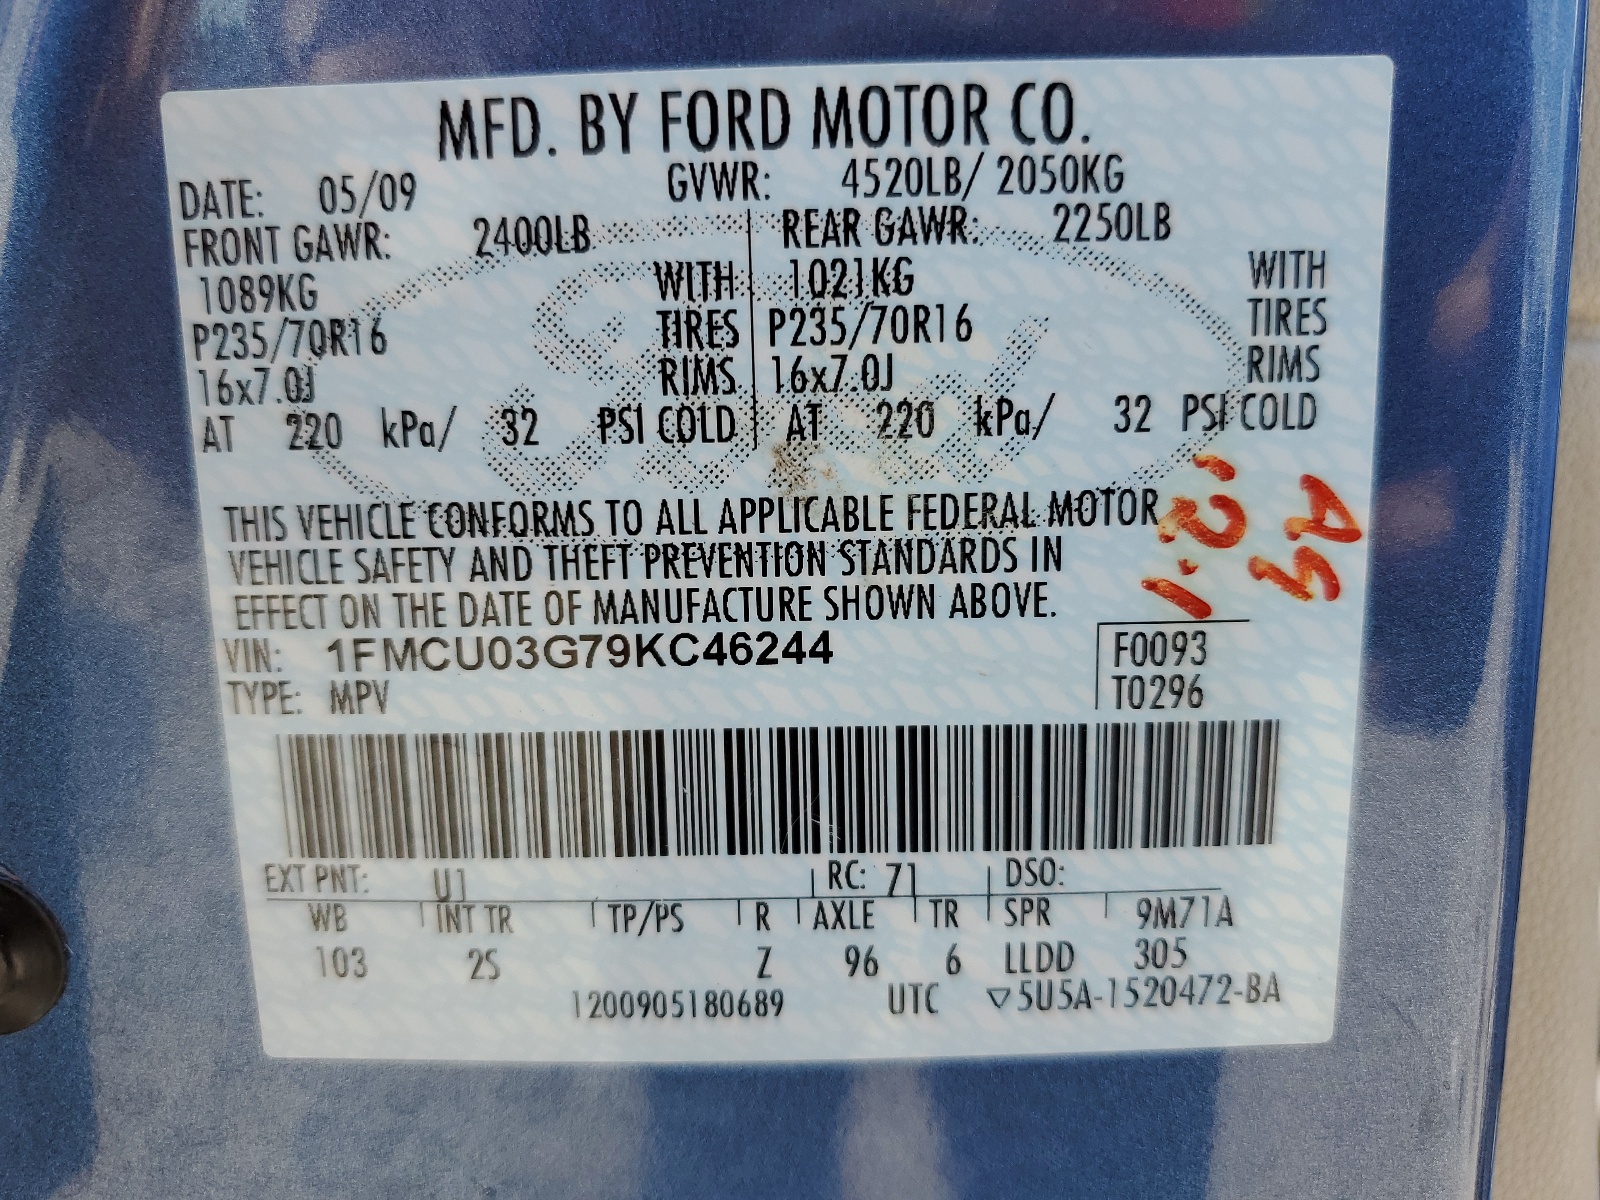 MFD. BY FORD MOTOR CO.
DATE: 05/09 GVWR: 4520LB/ 2050KG
FRONT GAWR: 2400LB REAR GAWR: 2250LB
1089KG WITH 1021KG WITH
P235/70R16 TIRES P235/70R16 TIRES
16x7.0J RIMS 16x7.0J RIMS
AT 220 kPa/ 32 PSI COLD AT 220 kPa/ 32 PSI COLD
THIS VEHICLE CONFORMS TO ALL APPLICABLE FEDERAL MOTOR
VEHICLE SAFETY AND THEFT PREVENTION STANDARDS IN
EFFECT ON THE DATE OF MANUFACTURE SHOWN ABOVE.
VIN: 1FMCU03G79KC46244 F0093
TYPE: MPV T0296
EXT PNT: U1 RC: 71 DSO:
WB INT TR TP/PS R AXLE TR SPR 9M71A
103 2S Z 96 6 LLDD 305
1200905180689 UTC ▽5U5A-1520472-BA